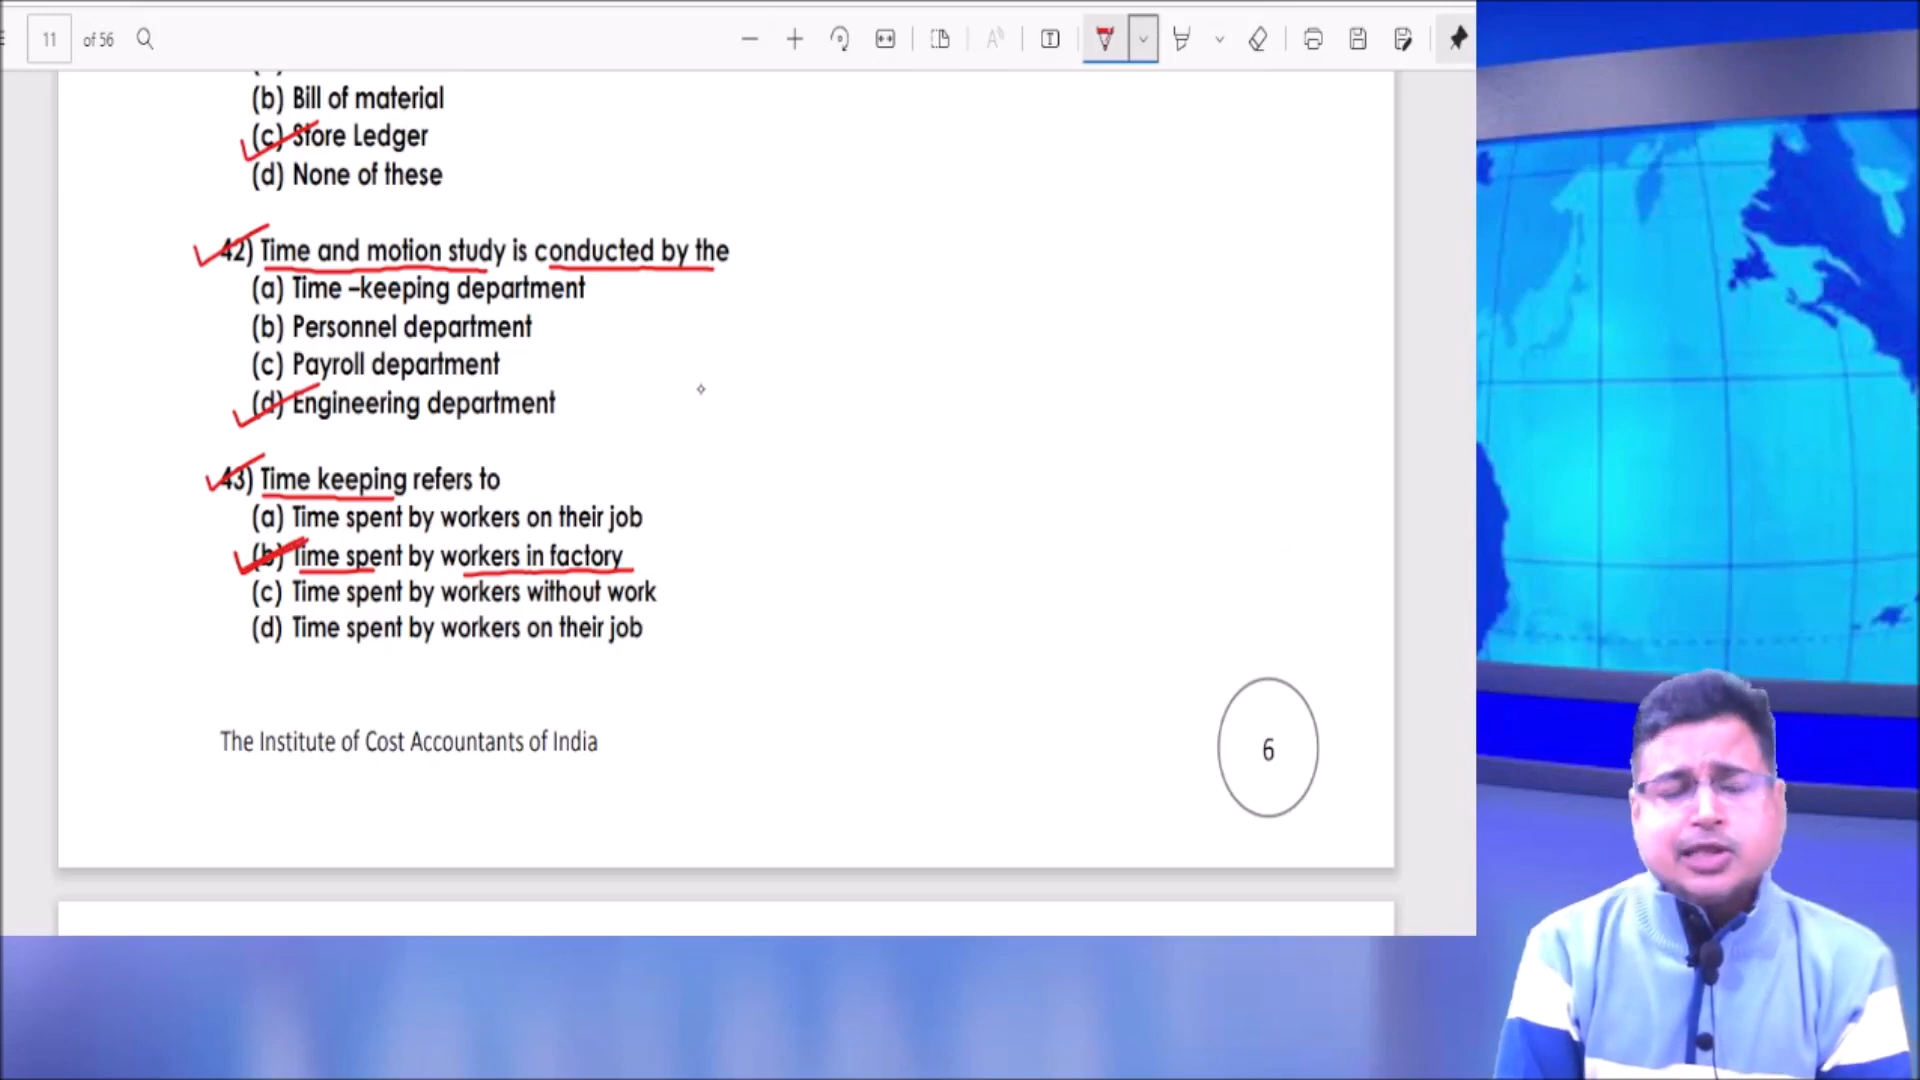 11 of 56
(b) Bill of material
(c) Store Ledger
(d) None of these
42) Time and motion study is conducted by the
(a) Time –keeping department
(b) Personnel department
(c) Payroll department
(d) Engineering department
43) Time keeping refers to
(a) Time spent by workers on their job
(b) Time spent by workers in factory
(c) Time spent by workers without work
(d) Time spent by workers on their job
The Institute of Cost Accountants of India
6